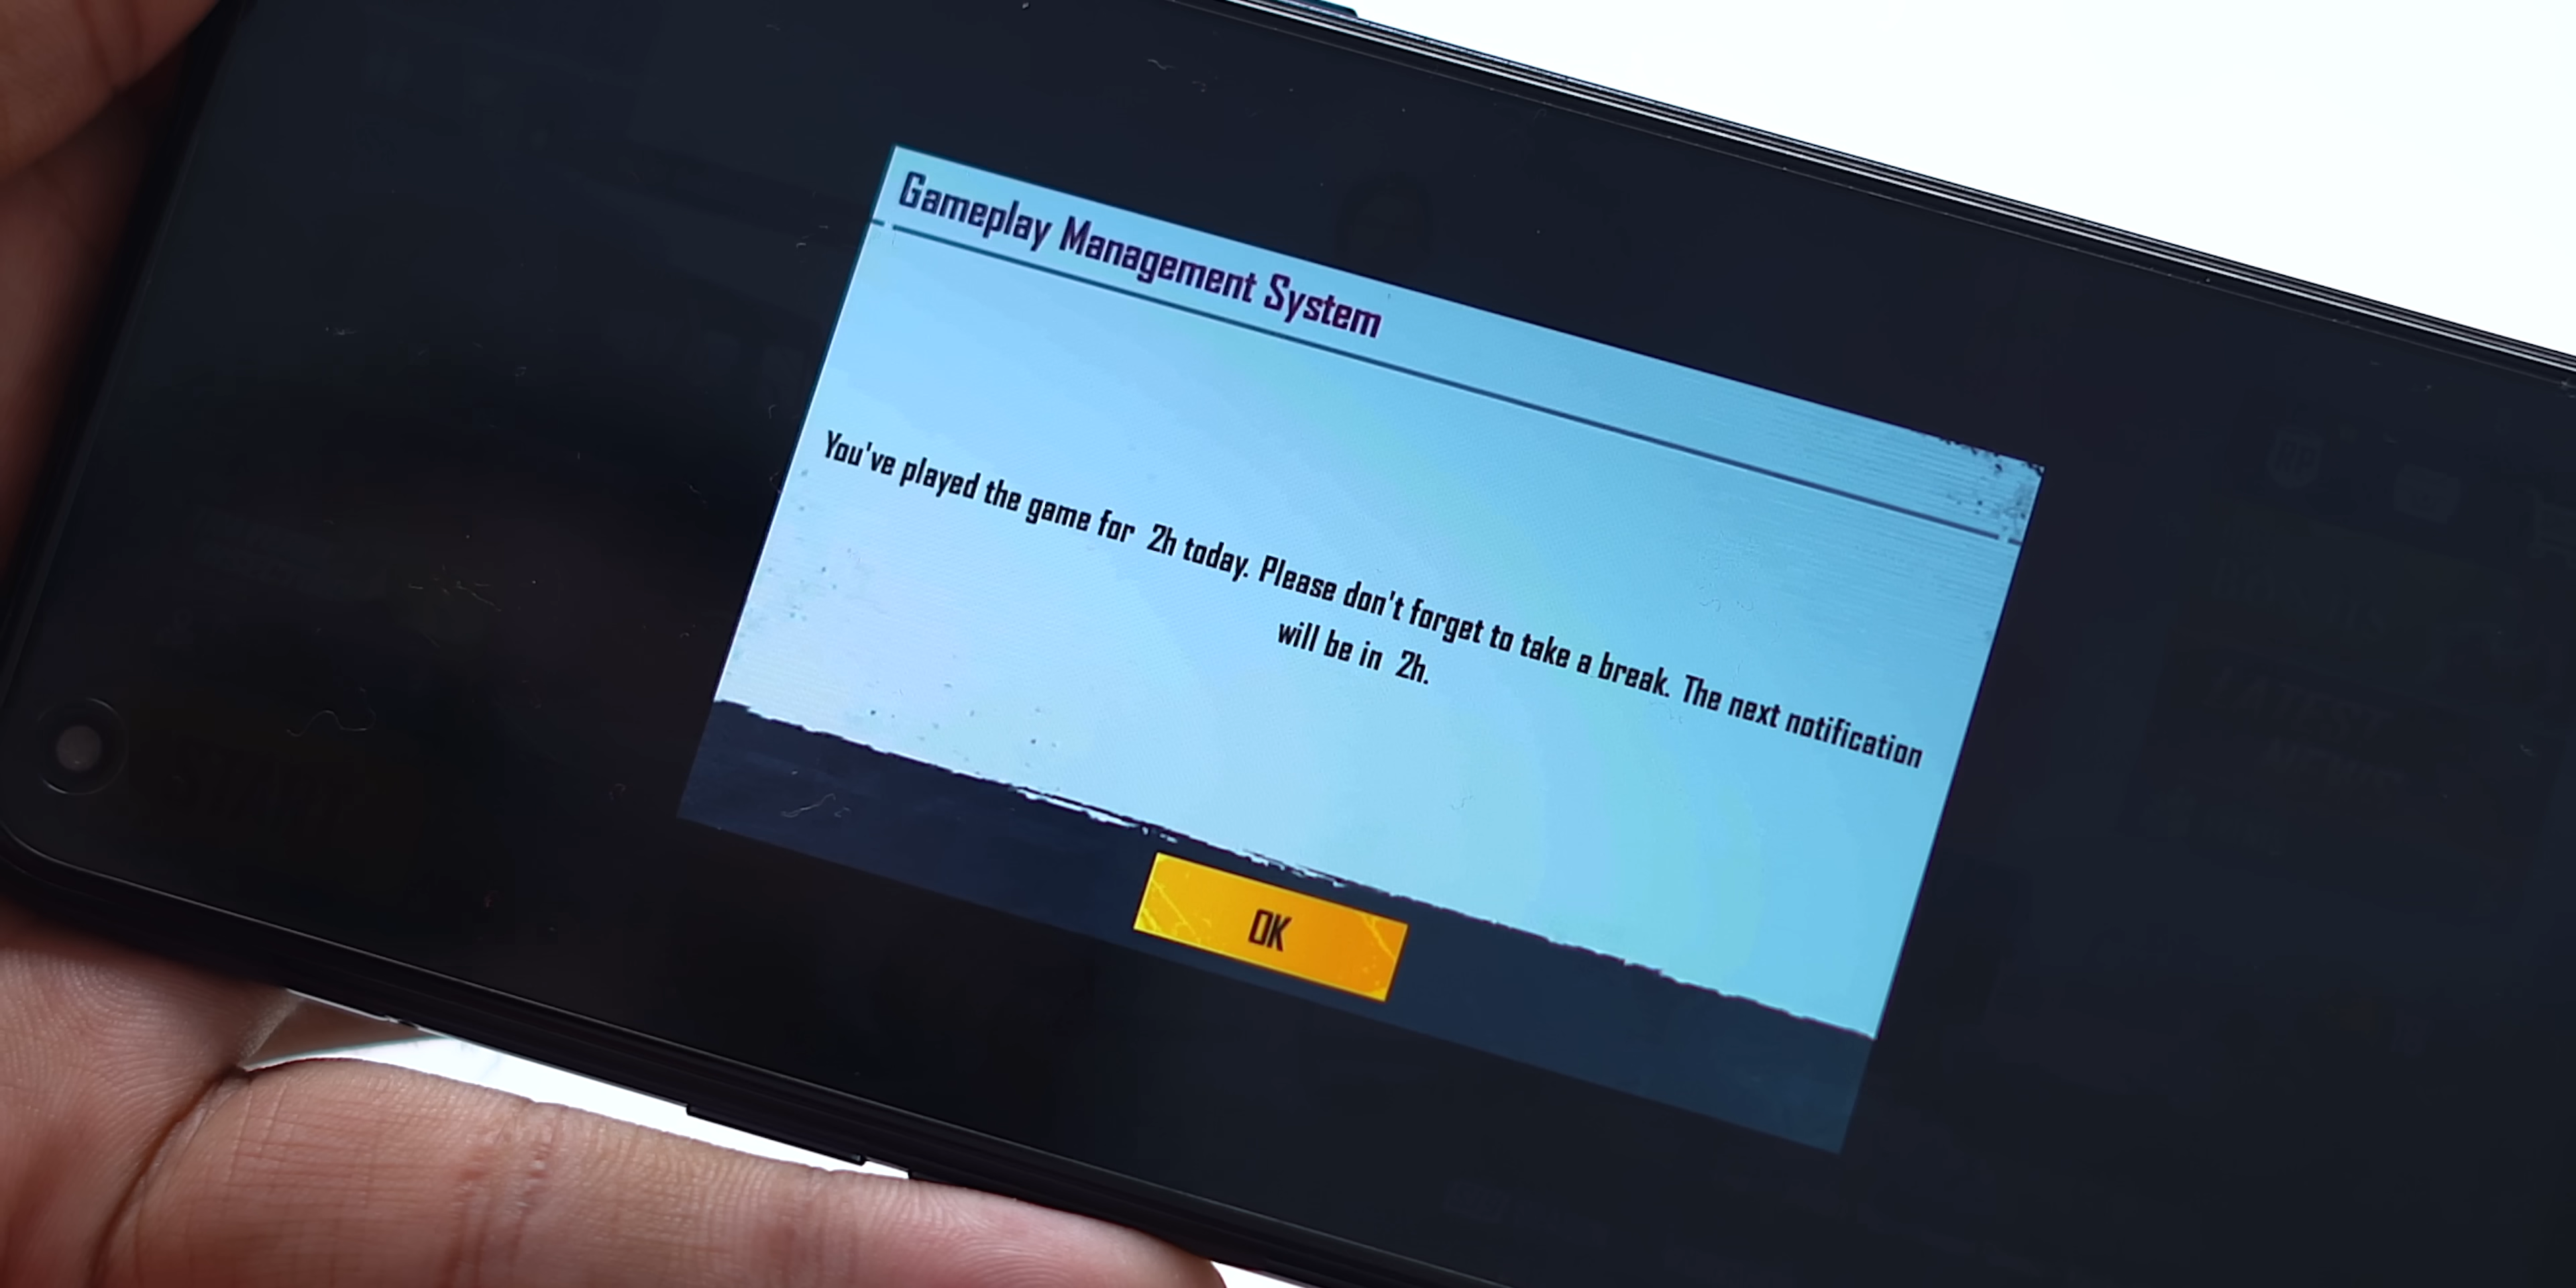 Gameplay Management System
You've played the game for 2h today. Please don't forget to take a break. The next notification
will be in 2h.
OK